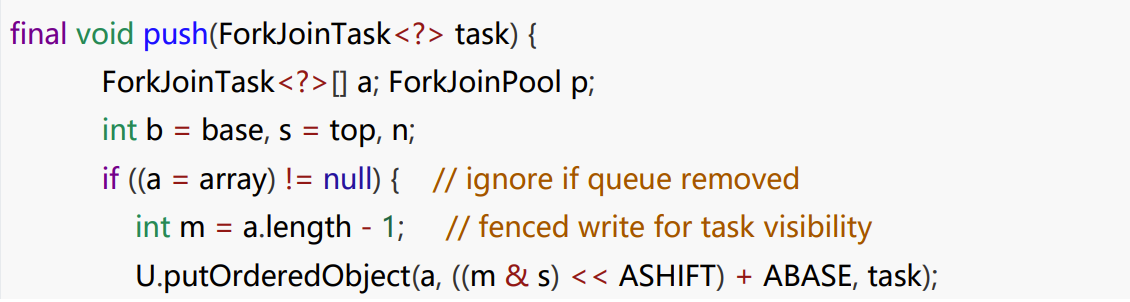 final void push(ForkJoinTask<?> task) {
ForkJoinTask<?>[] a; ForkJoinPool p;
int b = base, s = top, n;
if ((a = array) != null) {    // ignore if queue removed
int m = a.length - 1;     // fenced write for task visibility
U.putOrderedObject(a, ((m & s) << ASHIFT) + ABASE, task);